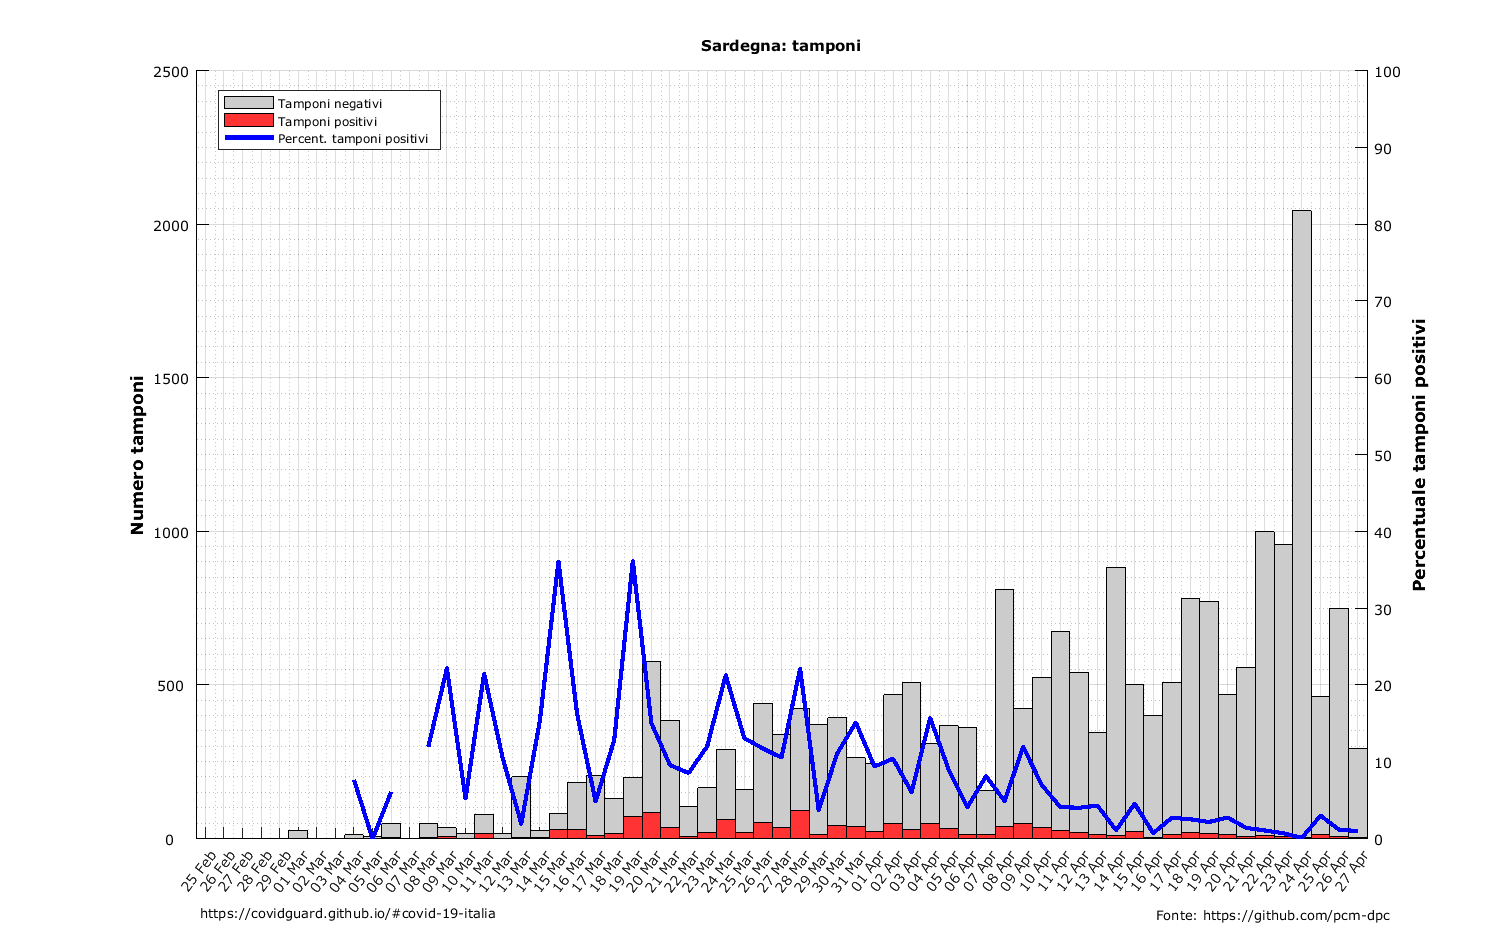 Sardegna: tamponi
2500
2000
1500
1000
500
0
100
90
80
70
60
50
40
30
20
10
0
Tamponi negativi
Tamponi positivi
Percent. tamponi positivi
Numero tamponi
Percentuale tamponi positivi
25 Feb
26 Feb
27 Feb
28 Feb
29 Feb
01 Mar
02 Mar
03 Mar
04 Mar
05 Mar
06 Mar
07 Mar
08 Mar
09 Mar
10 Mar
11 Mar
12 Mar
13 Mar
14 Mar
15 Mar
16 Mar
17 Mar
18 Mar
19 Mar
20 Mar
21 Mar
22 Mar
23 Mar
24 Mar
25 Mar
26 Mar
27 Mar
28 Mar
29 Mar
30 Mar
31 Mar
01 Apr
02 Apr
03 Apr
04 Apr
05 Apr
06 Apr
07 Apr
08 Apr
09 Apr
10 Apr
11 Apr
12 Apr
13 Apr
14 Apr
15 Apr
16 Apr
17 Apr
18 Apr
19 Apr
20 Apr
21 Apr
22 Apr
23 Apr
24 Apr
25 Apr
26 Apr
27 Apr
https://covidguard.github.io/#covid-19-italia
Fonte: https://github.com/pcm-dpc